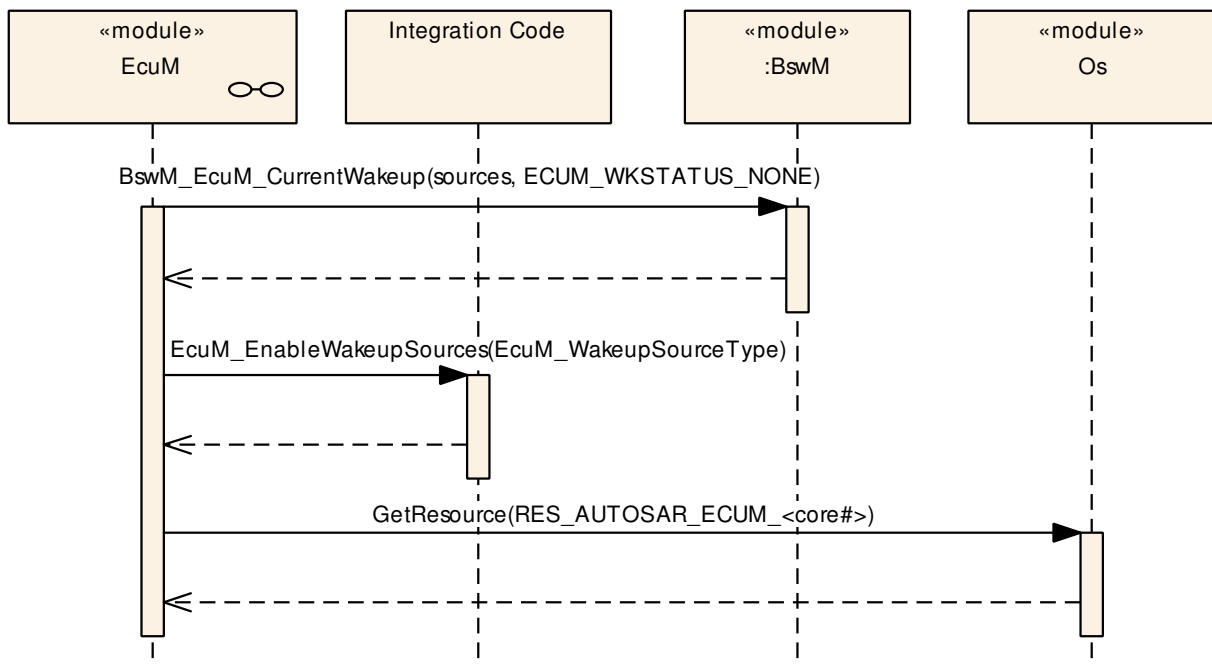 «module»
EcuM
Integration Code
«module»
:BswM
«module»
Os
BswM_EcuM_CurrentWakeup(sources, ECUM_WKSTATUS_NONE)
EcuM_EnableWakeupSources(EcuM_WakeupSourceType)
GetResource(RES_AUTOSAR_ECUM_<core#>)